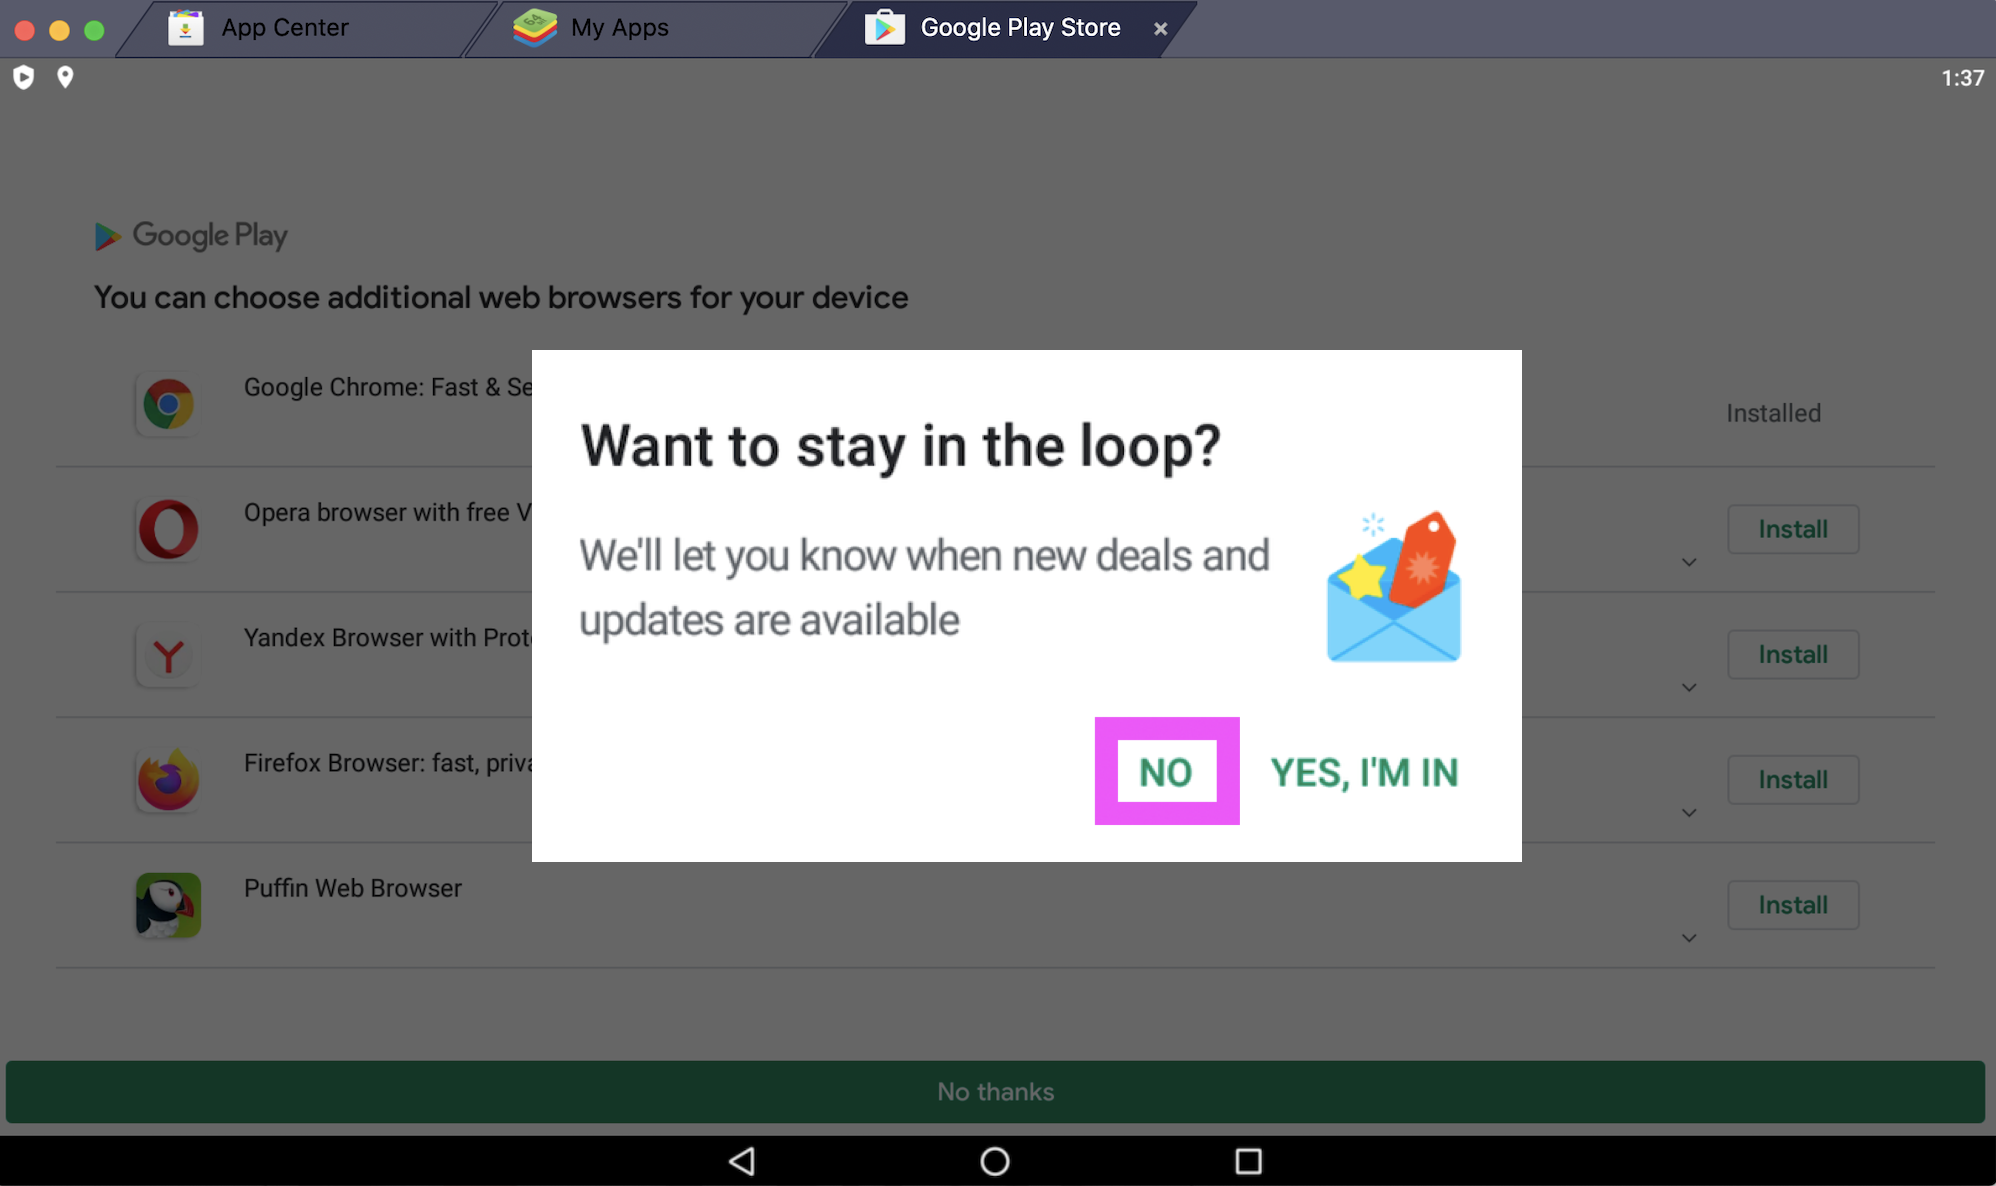 App Center
My Apps
Google Play Store
1:37
Google Play
You can choose additional web browsers for your device
Google Chrome: Fast & Se
Installed
Opera browser with free V
Install
Yandex Browser with Prot
Install
Firefox Browser: fast, priva
Install
Puffin Web Browser
Install
Want to stay in the loop?
We'll let you know when new deals and
updates are available
NO
YES, I'M IN
No thanks